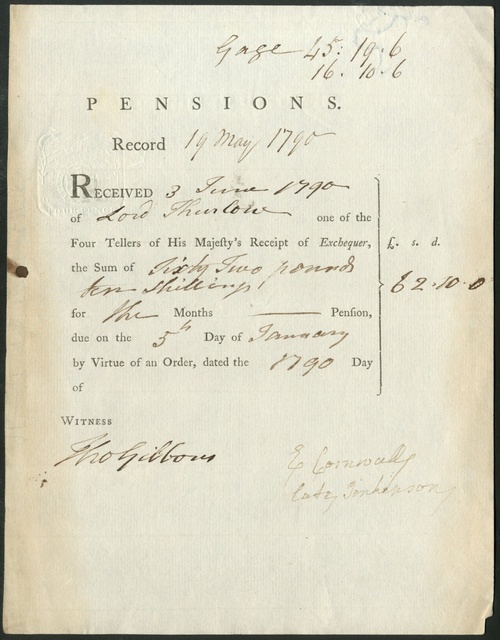 Gage 45: 19. 6
16. 10. 6
PENSIONS.
Record 19 May 1790
RECEIVED 3 June 1790
of Lord Thurlow one of the
Four Tellers of His Majeſty's Receipt of Exchequer,
£. s. d.
the Sum of Sixty Two pounds
ten Shillings
62. 10. 0
for the Months Penſion,
due on the 5th Day of January
by Virtue of an Order, dated the 1790 Day
of
WITNESS
Tho Gibbons
E Cornwall
late